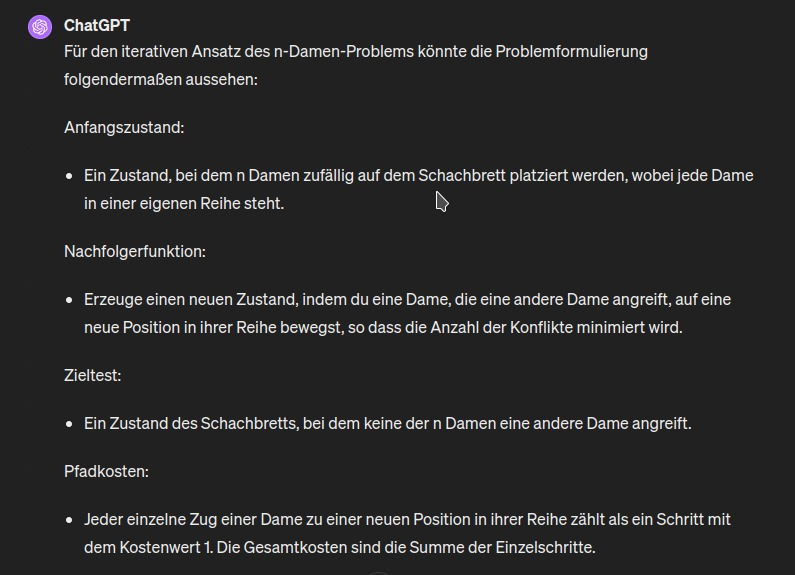 ChatGPT
Für den iterativen Ansatz des n-Damen-Problems könnte die Problemformulierung
folgendermaßen aussehen:
Anfangszustand:
• Ein Zustand, bei dem n Damen zufällig auf dem Schachbrett platziert werden, wobei jede Dame
in einer eigenen Reihe steht.
Nachfolgerfunktion:
• Erzeuge einen neuen Zustand, indem du eine Dame, die eine andere Dame angreift, auf eine
neue Position in ihrer Reihe bewegst, so dass die Anzahl der Konflikte minimiert wird.
Zieltest:
• Ein Zustand des Schachbretts, bei dem keine der n Damen eine andere Dame angreift.
Pfadkosten:
• Jeder einzelne Zug einer Dame zu einer neuen Position in ihrer Reihe zählt als ein Schritt mit
dem Kostenwert 1. Die Gesamtkosten sind die Summe der Einzelschritte.